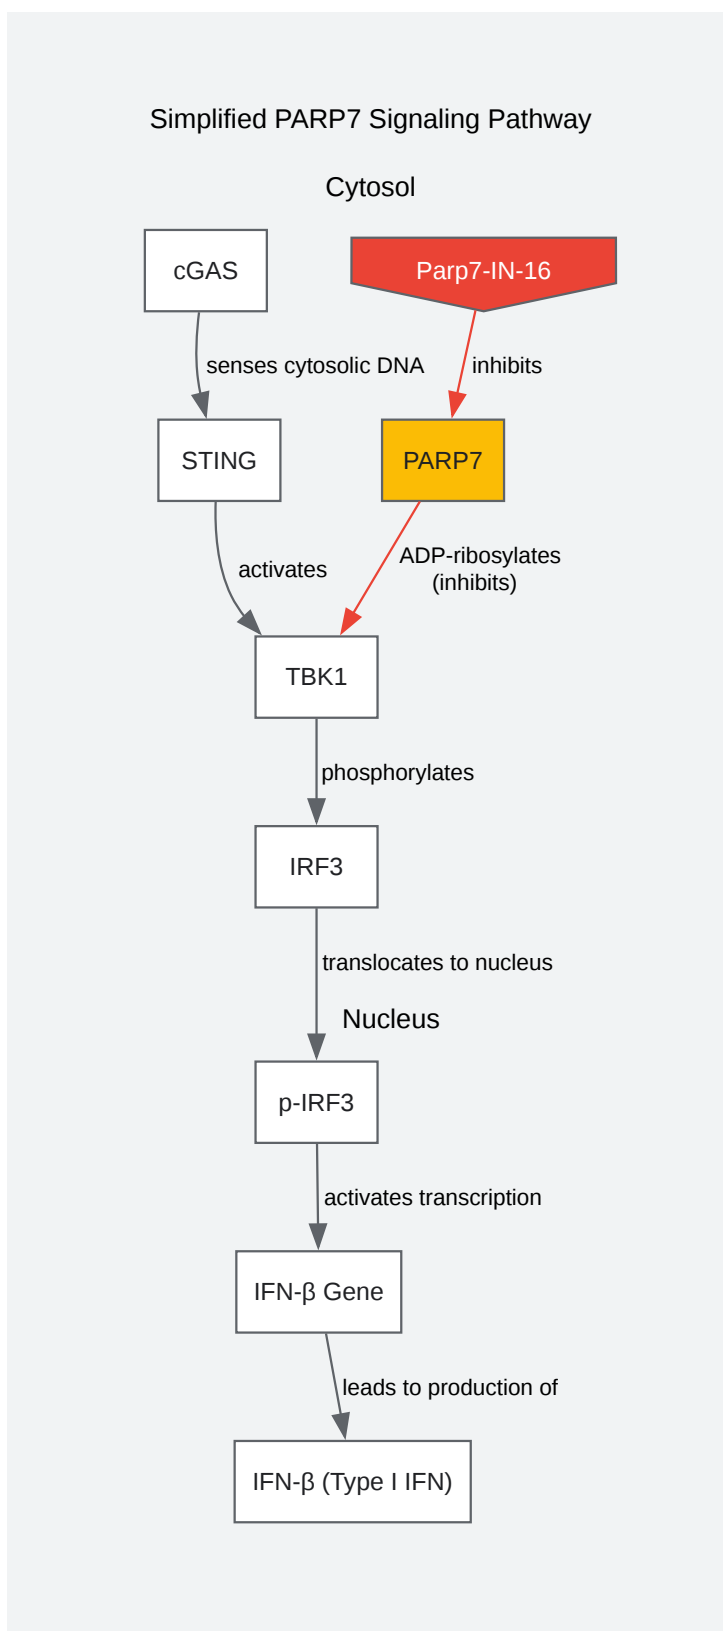 Simplified PARP7 Signaling Pathway
Cytosol
cGAS
Parp7-IN-16
senses cytosolic DNA
inhibits
STING
PARP7
activates
ADP-ribosylates
(inhibits)
TBK1
phosphorylates
IRF3
translocates to nucleus
Nucleus
p-IRF3
activates transcription
IFN-β Gene
leads to production of
IFN-β (Type I IFN)